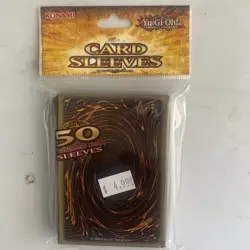 KONAMI
Yu-Gi-Oh!
CARD
SLEEVES
50
SLEEVES
$ 4.99